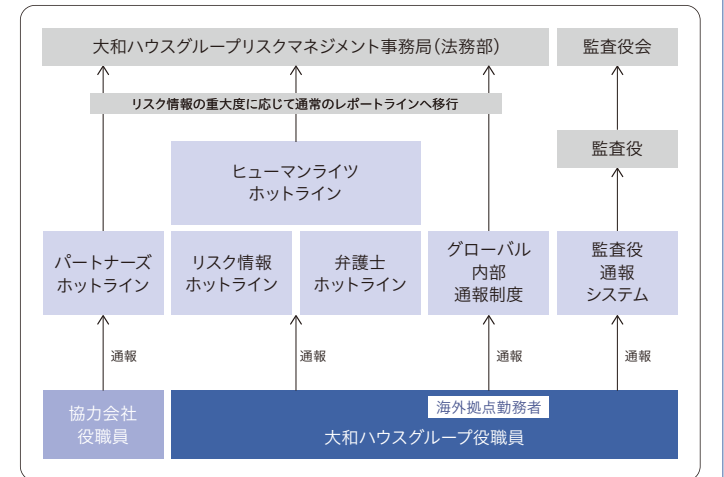 大和ハウスグループリスクマネジメント事務局(法務部)
監査役会
リスク情報の重大度に応じて通常のレポートラインへ移行
監査役
ヒューマンライツ
ホットライン
パートナーズ
ホットライン
リスク情報
ホットライン
弁護士
ホットライン
グローバル
内部
通報制度
監査役
通報
システム
通報
通報
通報
通報
協力会社
役職員
海外拠点勤務者
大和ハウスグループ役職員